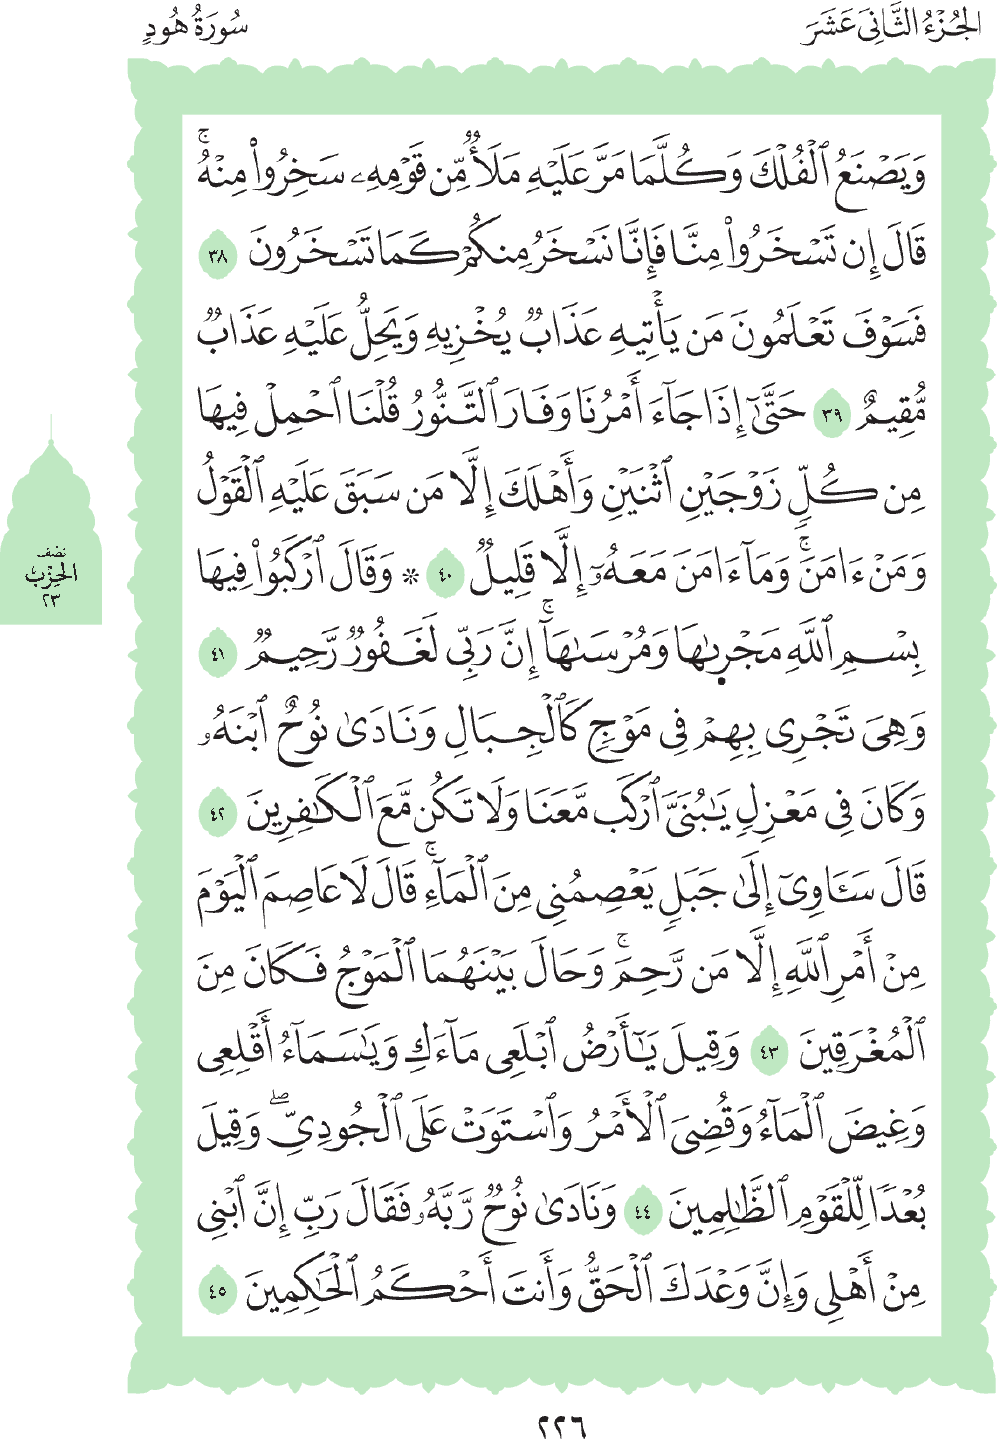 الجُزْءُ الثَّانِيَ عَشَرَ
سُورَةُ هُودٍ
وَيَصْنَعُ ٱلْفُلْكَ وَكُلَّمَا مَرَّ عَلَيْهِ مَلَأٌ مِّن قَوْمِهِۦ سَخِرُوا۟ مِنْهُ ۚ
قَالَ إِن تَسْخَرُوا۟ مِنَّا فَإِنَّا نَسْخَرُ مِنكُمْ كَمَا تَسْخَرُونَ ٣٨
فَسَوْفَ تَعْلَمُونَ مَن يَأْتِيهِ عَذَابٌ يُخْزِيهِ وَيَحِلُّ عَلَيْهِ عَذَابٌ
مُّقِيمٌ ٣٩ حَتَّىٰٓ إِذَا جَآءَ أَمْرُنَا وَفَارَ ٱلتَّنُّورُ قُلْنَا ٱحْمِلْ فِيهَا
مِن كُلٍّ زَوْجَيْنِ ٱثْنَيْنِ وَأَهْلَكَ إِلَّا مَن سَبَقَ عَلَيْهِ ٱلْقَوْلُ
وَمَنْ ءَامَنَ ۚ وَمَآ ءَامَنَ مَعَهُۥٓ إِلَّا قَلِيلٌ ٤٠ * وَقَالَ ٱرْكَبُوا۟ فِيهَا
بِسْمِ ٱللَّهِ مَجْر۪ىٰهَا وَمُرْسَىٰهَآ ۚ إِنَّ رَبِّى لَغَفُورٌ رَّحِيمٌ ٤١
وَهِىَ تَجْرِى بِهِمْ فِى مَوْجٍ كَٱلْجِبَالِ وَنَادَىٰ نُوحٌ ٱبْنَهُۥ
وَكَانَ فِى مَعْزِلٍ يَٰبُنَىَّ ٱرْكَب مَّعَنَا وَلَا تَكُن مَّعَ ٱلْكَٰفِرِينَ ٤٢
قَالَ سَـَٔاوِىٓ إِلَىٰ جَبَلٍ يَعْصِمُنِى مِنَ ٱلْمَآءِ ۚ قَالَ لَا عَاصِمَ ٱلْيَوْمَ
مِنْ أَمْرِ ٱللَّهِ إِلَّا مَن رَّحِمَ ۚ وَحَالَ بَيْنَهُمَا ٱلْمَوْجُ فَكَانَ مِنَ
ٱلْمُغْرَقِينَ ٤٣ وَقِيلَ يَٰٓأَرْضُ ٱبْلَعِى مَآءَكِ وَيَٰسَمَآءُ أَقْلِعِى
وَغِيضَ ٱلْمَآءُ وَقُضِىَ ٱلْأَمْرُ وَٱسْتَوَتْ عَلَى ٱلْجُودِىِّ ۖ وَقِيلَ
بُعْدًا لِّلْقَوْمِ ٱلظَّٰلِمِينَ ٤٤ وَنَادَىٰ نُوحٌ رَّبَّهُۥ فَقَالَ رَبِّ إِنَّ ٱبْنِى
مِنْ أَهْلِى وَإِنَّ وَعْدَكَ ٱلْحَقُّ وَأَنتَ أَحْكَمُ ٱلْحَٰكِمِينَ ٤٥
نِصْف
الحِزْب
٢٣
٢٢٦